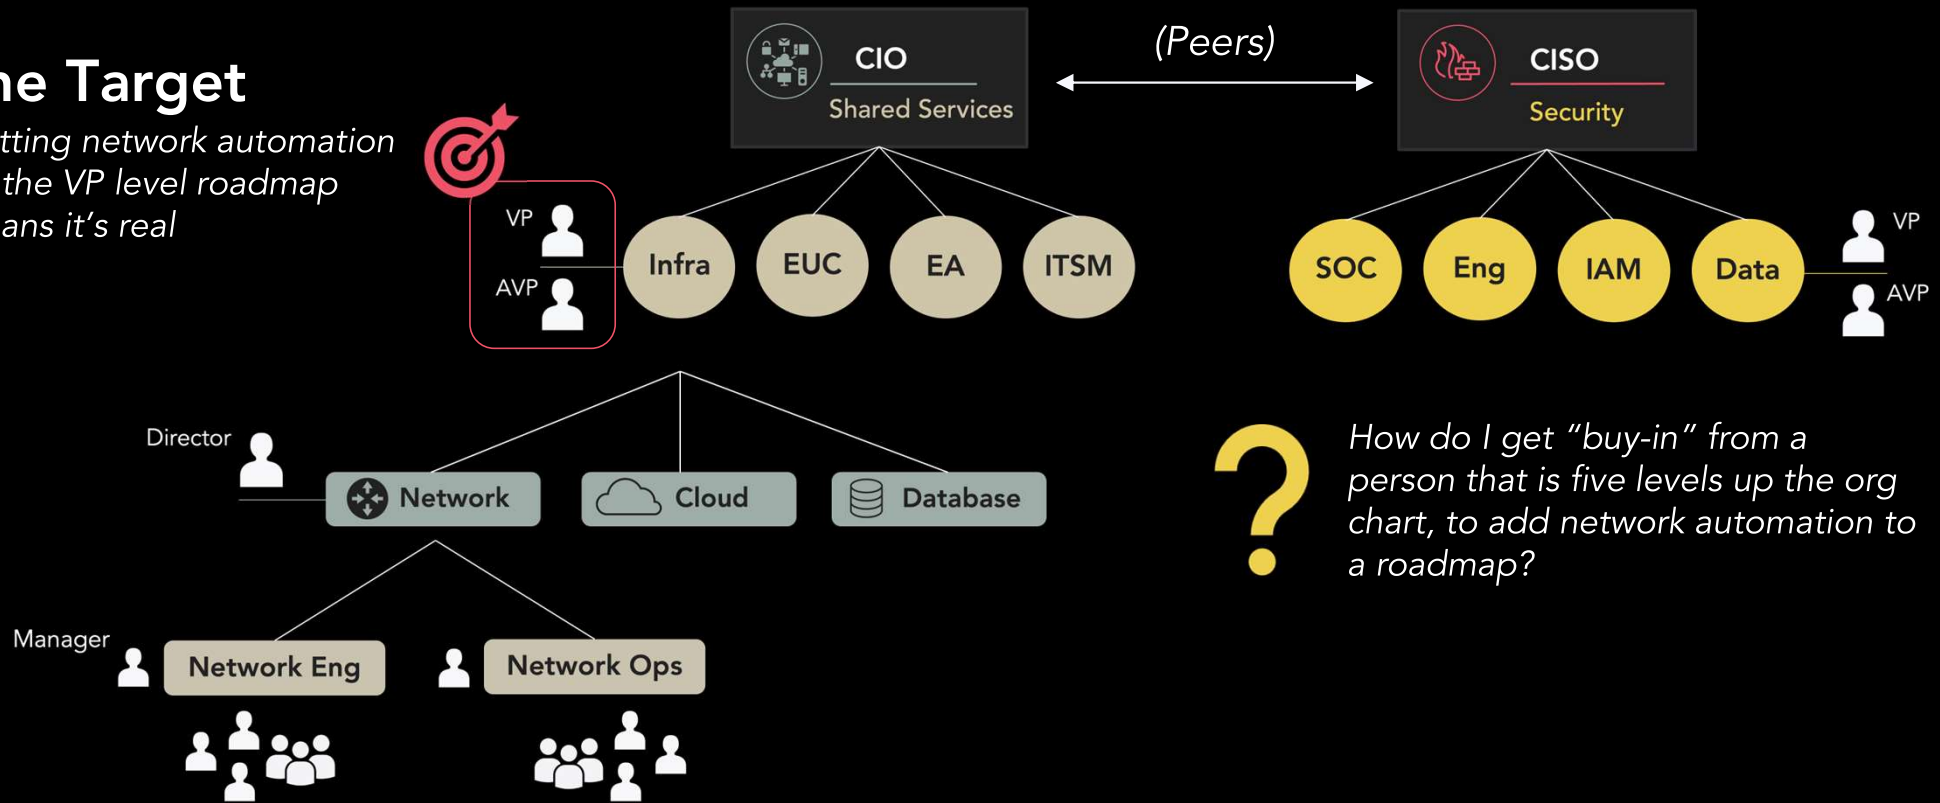 ne Target
tting network automation
the VP level roadmap
ans it's real
CIO
Shared Services
(Peers)
CISO
Security
VP
AVP
Infra
EUC
EA
ITSM
SOC
Eng
IAM
Data
VP
AVP
Director
Network
Cloud
Database
How do I get “buy-in” from a
person that is five levels up the org
chart, to add network automation to
a roadmap?
Manager
Network Eng
Network Ops